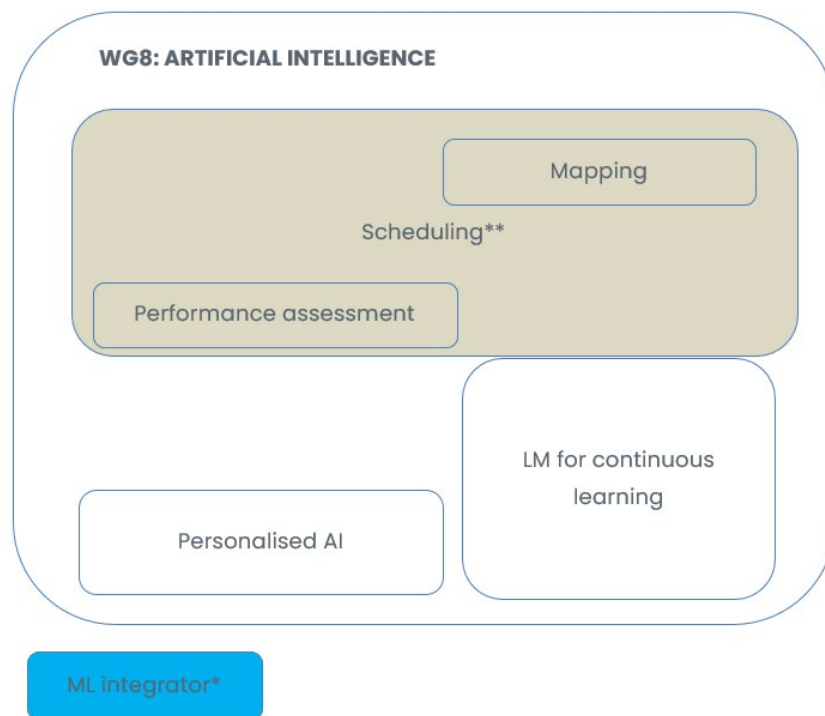 WG8: ARTIFICIAL INTELLIGENCE
Mapping
Scheduling**
Performance assessment
LM for continuous
learning
Personalised AI
ML integrator*